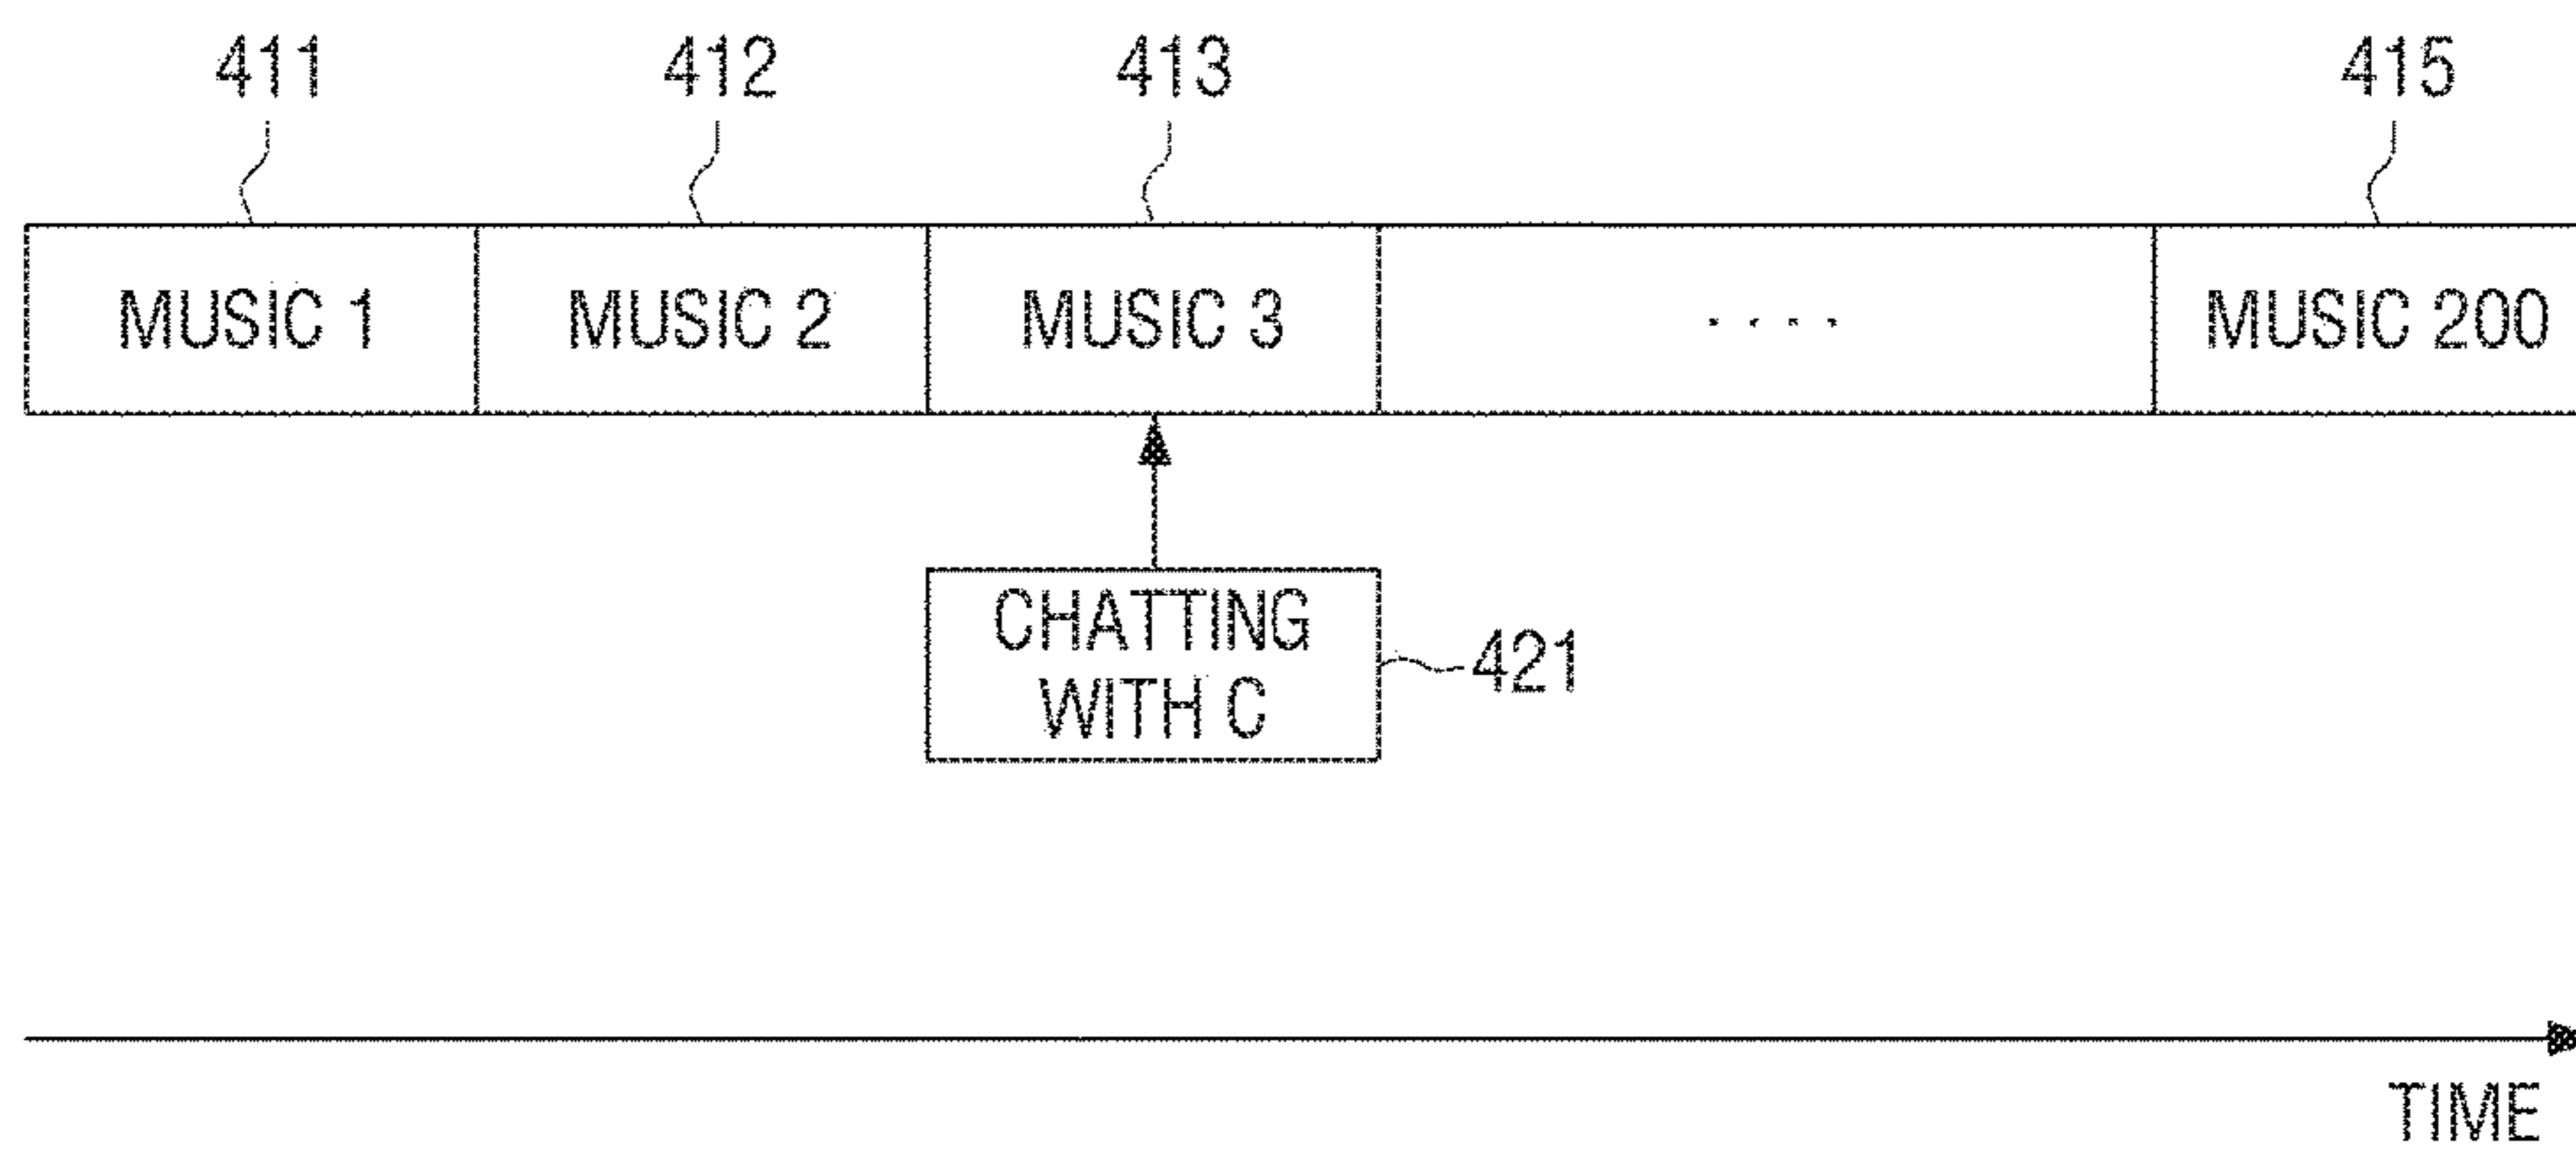 411 412 413 415
MUSIC 1 MUSIC 2 MUSIC 3 .... MUSIC 200
CHATTING
WITH C
421
TIME